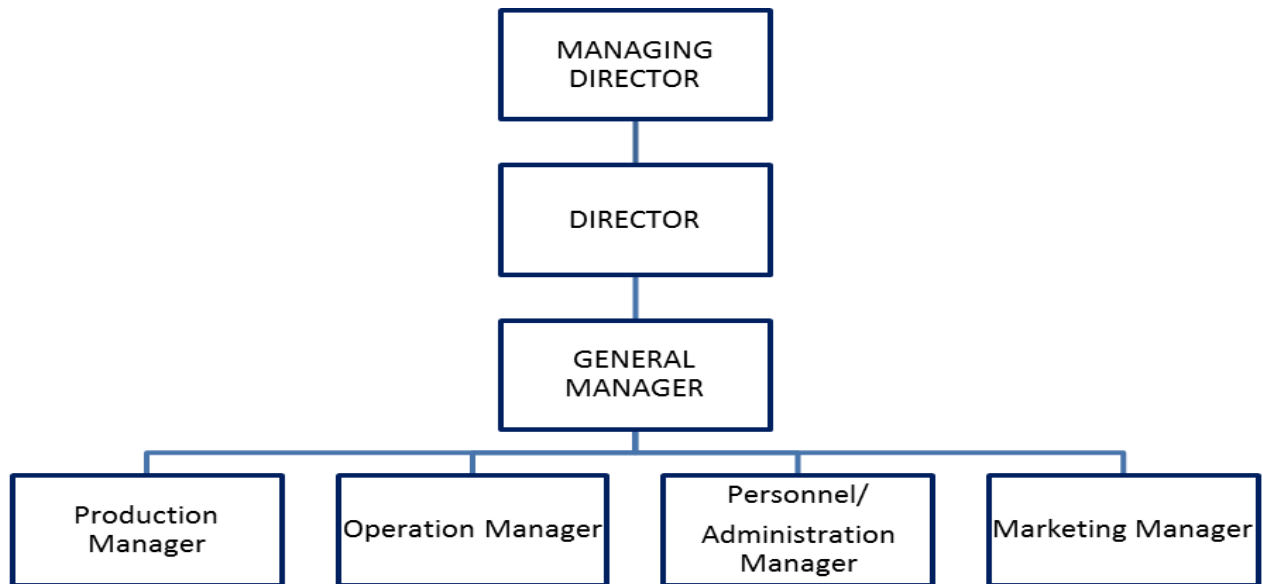 MANAGING
DIRECTOR
DIRECTOR
GENERAL
MANAGER
Production
Manager
Operation Manager
Personnel/
Administration
Manager
Marketing Manager